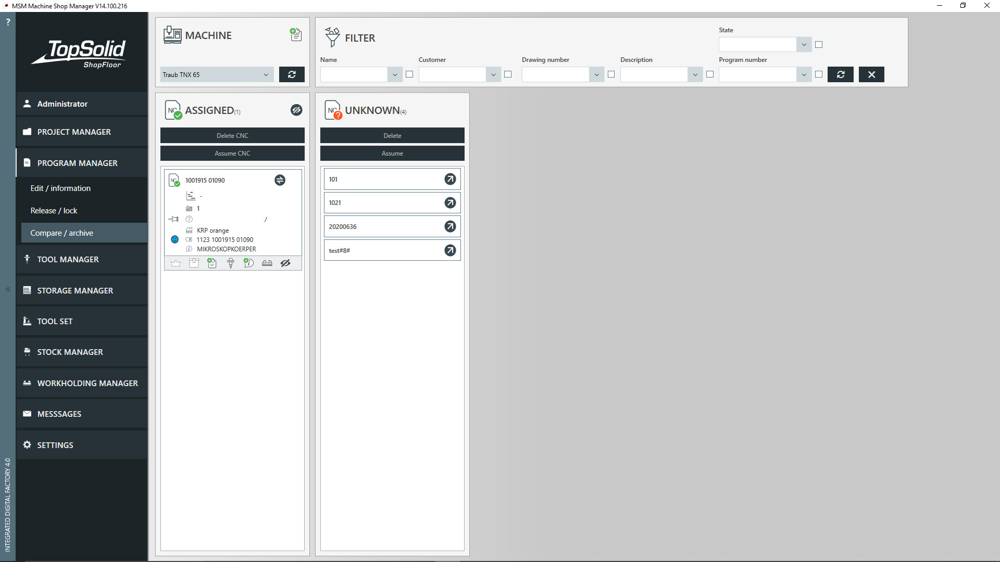 MSM Machine Shop Manager V14.100.216
?
TopSolid
ShopFloor
Administrator
PROJECT MANAGER
PROGRAM MANAGER
Edit / information
Release / lock
Compare / archive
TOOL MANAGER
STORAGE MANAGER
TOOL SET
STOCK MANAGER
WORKHOLDING MANAGER
MESSSAGES
SETTINGS
INTEGRATED DIGITAL FACTORY 4.0
MACHINE
Traub TNX 65
FILTER
State
Name
Customer
Drawing number
Description
Program number
NC
ASSIGNED(1)
Delete CNC
Assume CNC
NC
1001915 01090
-
1
/
KRP orange
1123 1001915 01090
MIKROSKOPKOERPER
NC
?
UNKNOWN(4)
Delete
Assume
101
1021
20200636
test#8#